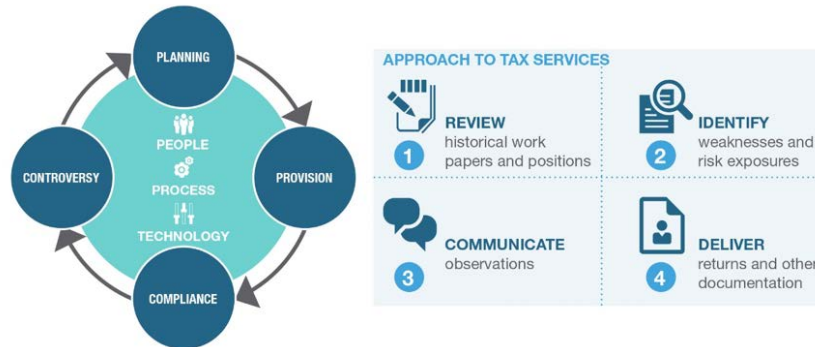 PLANNING
PEOPLE
PROCESS
TECHNOLOGY
CONTROVERSY
PROVISION
COMPLIANCE
APPROACH TO TAX SERVICES
1
REVIEW
historical work
papers and positions
2
IDENTIFY
weaknesses and
risk exposures
3
COMMUNICATE
observations
4
DELIVER
returns and other
documentation